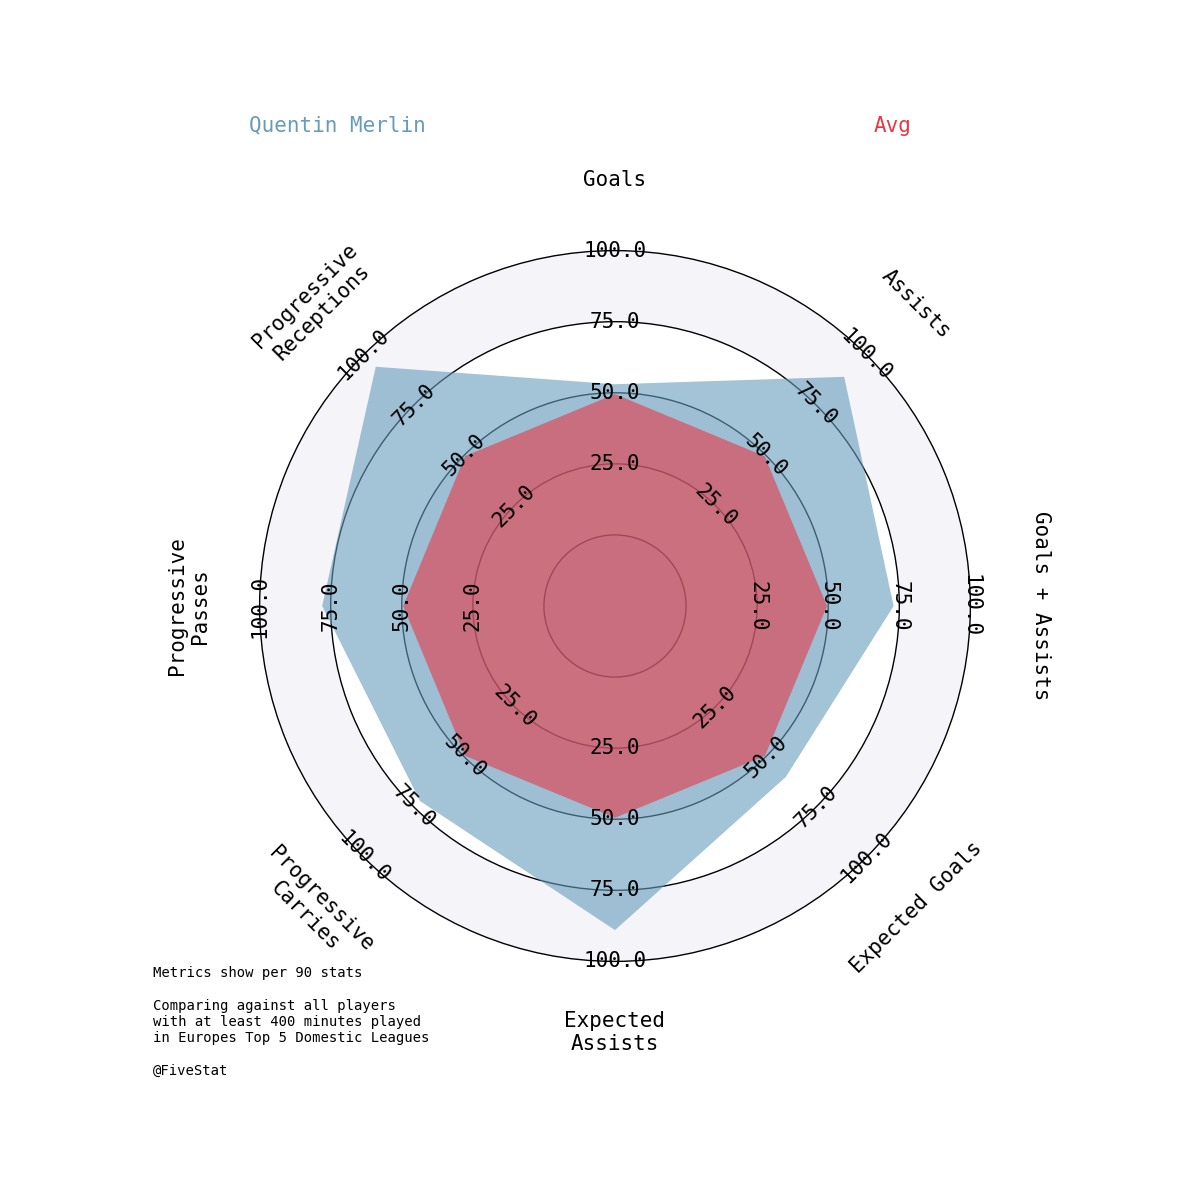 Quentin Merlin
Avg
Goals
Progressive
Receptions
Assists
100.0
100.0
100.0
75.0
75.0
75.0
50.0
50.0
50.0
25.0
25.0
25.0
Progressive
Passes
100.0
75.0
50.0
25.0
25.0
50.0
75.0
100.0
Goals + Assists
25.0
25.0
25.0
50.0
50.0
50.0
75.0
75.0
75.0
100.0
100.0
100.0
Progressive
Carries
Expected Goals
Expected
Assists
Metrics show per 90 stats
Comparing against all players
with at least 400 minutes played
in Europes Top 5 Domestic Leagues
@FiveStat